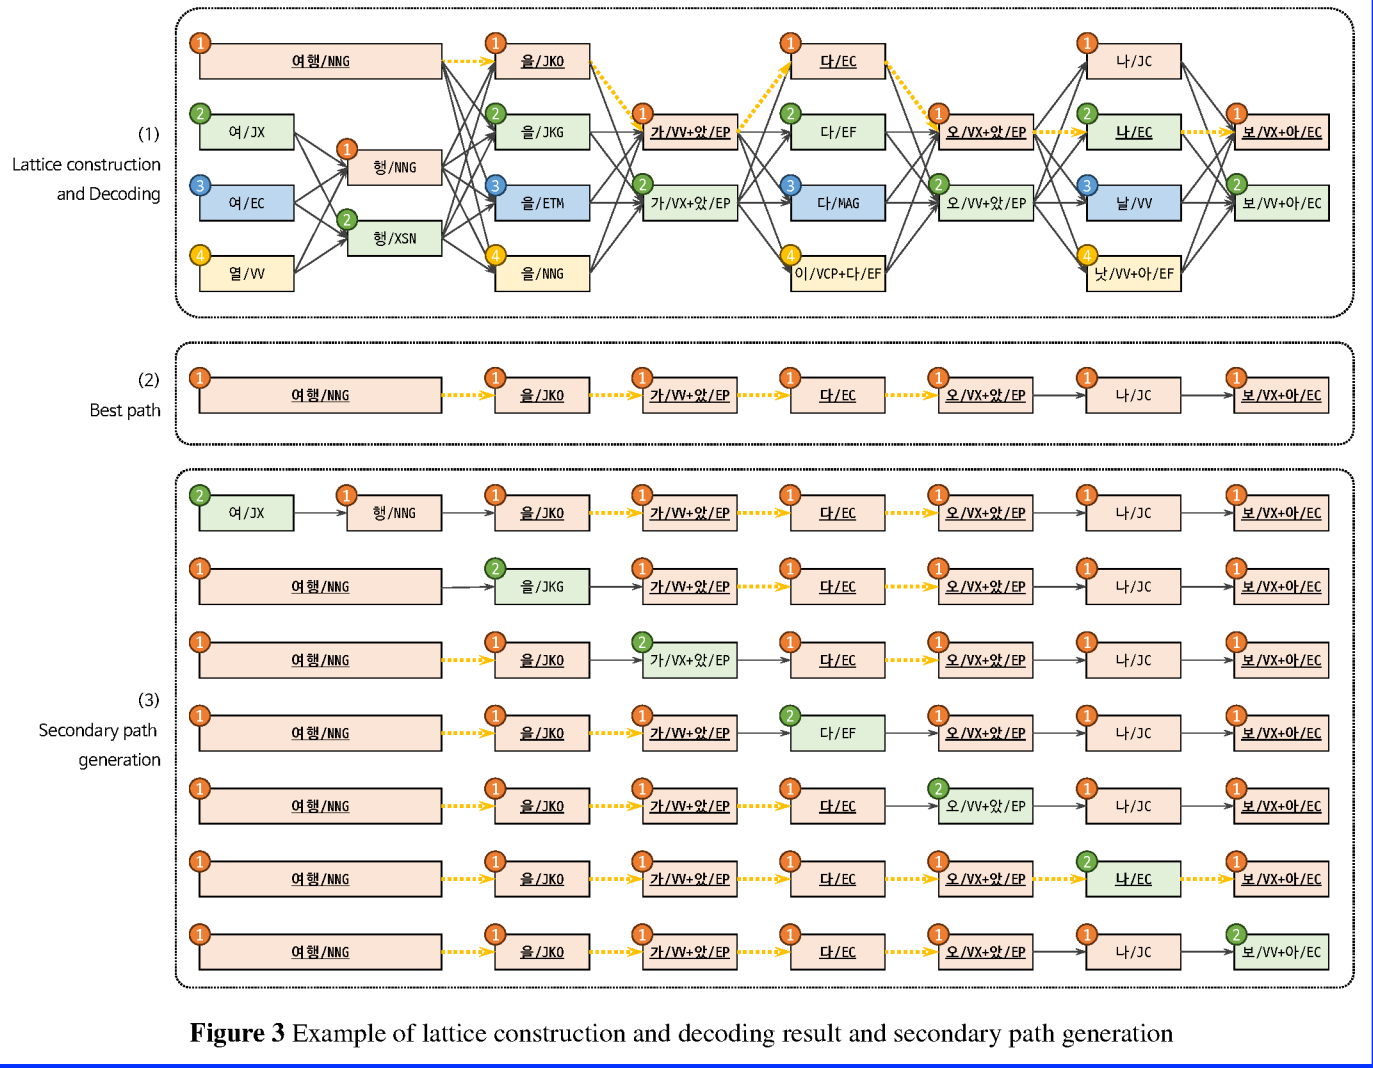 (1)
Lattice construction
and Decoding
1 여행/NNG 1 을/JKO 1 다/EC 1 나/JC
2 여/JX 2 을/JKG 1 가/VV+았/EP 2 다/EF 1 오/VX+았/EP 2 나/EC 1 보/VX+아/EC
1 행/NNG
3 여/EC 3 을/ETM 2 가/VX+았/EP 3 다/MAG 2 오/VV+았/EP 3 날/VV 2 보/VV+아/EC
2 행/XSN
4 열/VV 4 을/NNG 4 이/VCP+다/EF 4 낫/VV+아/EF
(2)
Best path
1 여행/NNG 1 을/JKO 1 가/VV+았/EP 1 다/EC 1 오/VX+았/EP 1 나/JC 1 보/VX+아/EC
(3)
Secondary path
generation
2 여/JX 1 행/NNG 1 을/JKO 1 가/VV+았/EP 1 다/EC 1 오/VX+았/EP 1 나/JC 1 보/VX+아/EC
1 여행/NNG 2 을/JKG 1 가/VV+았/EP 1 다/EC 1 오/VX+았/EP 1 나/JC 1 보/VX+아/EC
1 여행/NNG 1 을/JKO 2 가/VX+았/EP 1 다/EC 1 오/VX+았/EP 1 나/JC 1 보/VX+아/EC
1 여행/NNG 1 을/JKO 1 가/VV+았/EP 2 다/EF 1 오/VX+았/EP 1 나/JC 1 보/VX+아/EC
1 여행/NNG 1 을/JKO 1 가/VV+았/EP 1 다/EC 2 오/VV+았/EP 1 나/JC 1 보/VX+아/EC
1 여행/NNG 1 을/JKO 1 가/VV+았/EP 1 다/EC 1 오/VX+았/EP 2 나/EC 1 보/VX+아/EC
1 여행/NNG 1 을/JKO 1 가/VV+았/EP 1 다/EC 1 오/VX+았/EP 1 나/JC 2 보/VV+아/EC
Figure 3 Example of lattice construction and decoding result and secondary path generation